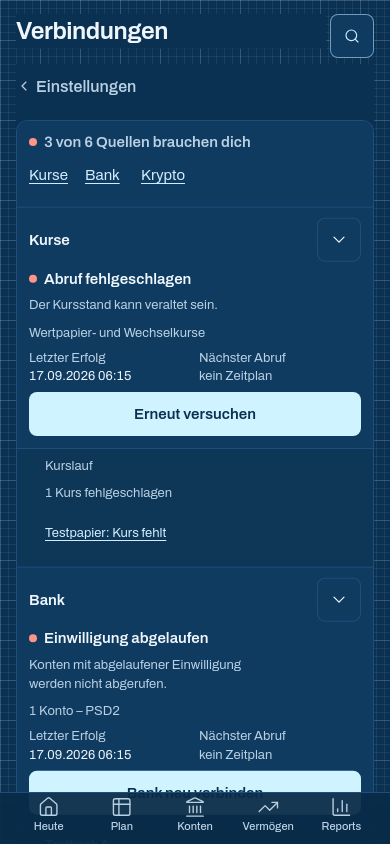 Verbindungen
Einstellungen
3 von 6 Quellen brauchen dich
Kurse Bank Krypto
Kurse
Abruf fehlgeschlagen
Der Kursstand kann veraltet sein.
Wertpapier- und Wechselkurse
Letzter Erfolg Nächster Abruf
17.09.2026 06:15 kein Zeitplan
Erneut versuchen
Kurslauf
1 Kurs fehlgeschlagen
Testpapier: Kurs fehlt
Bank
Einwilligung abgelaufen
Konten mit abgelaufener Einwilligung
werden nicht abgerufen.
1 Konto – PSD2
Letzter Erfolg Nächster Abruf
17.09.2026 06:15 kein Zeitplan
Bank neu verbinden
Heute Plan Konten Vermögen Reports